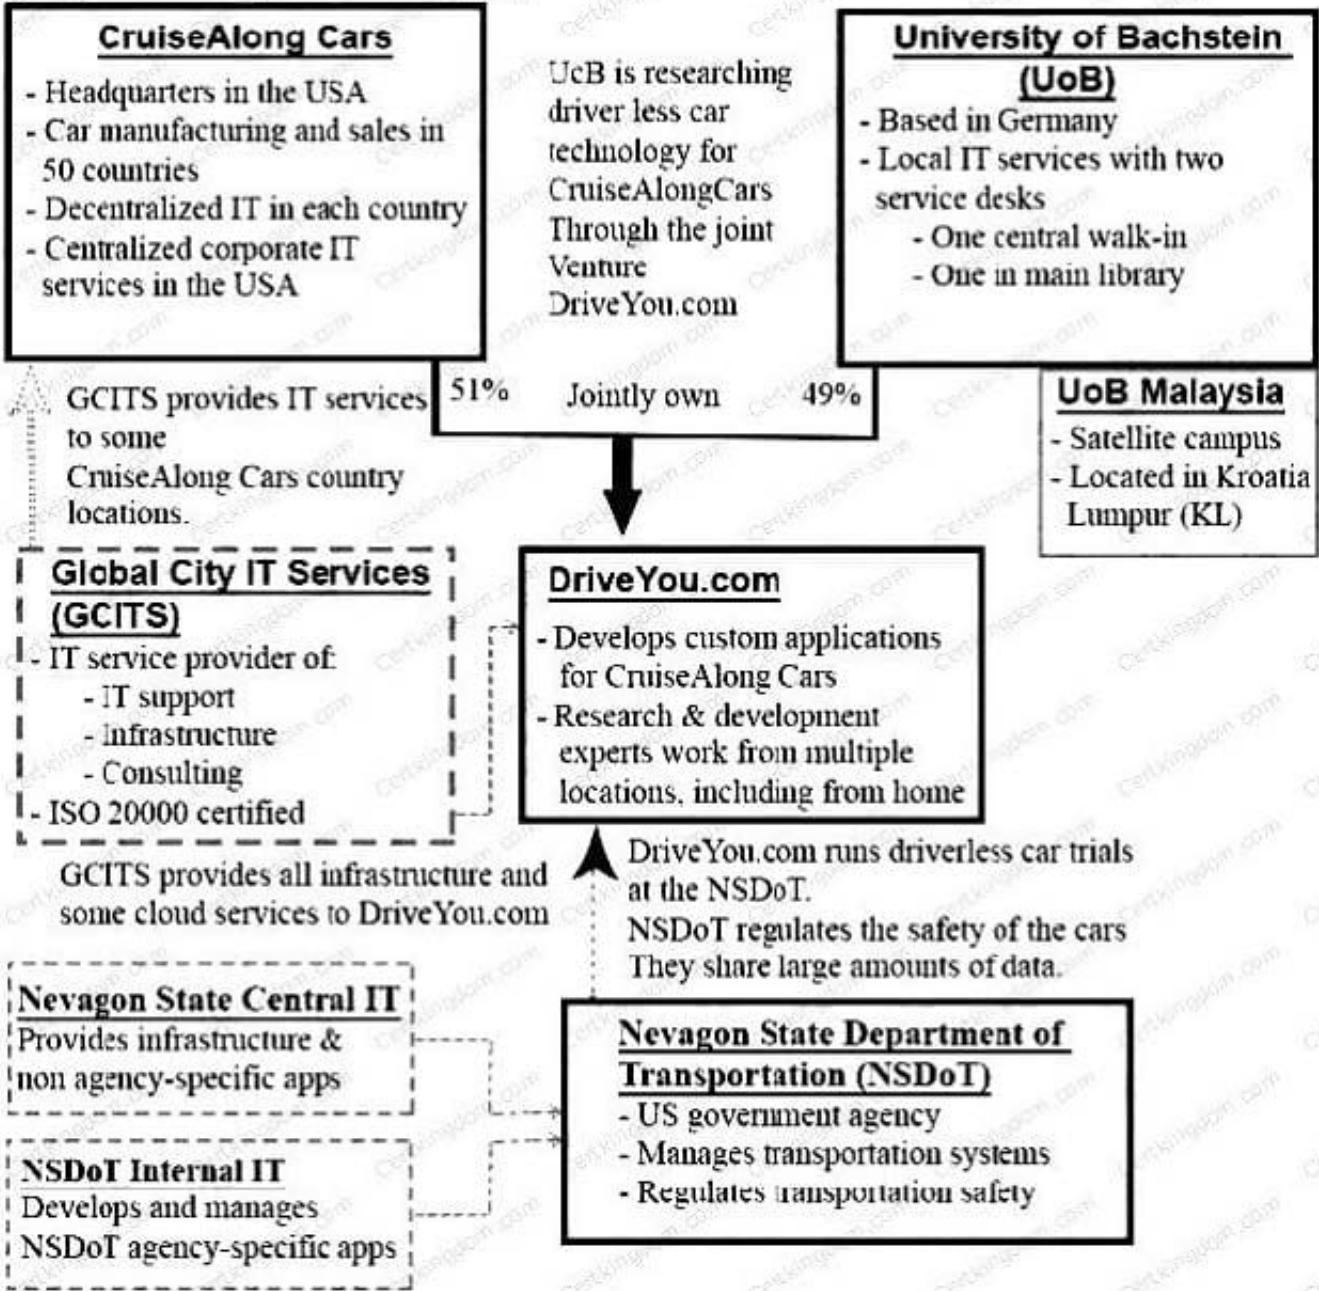 CruiseAlong Cars
- Headquarters in the USA
- Car manufacturing and sales in
50 countries
- Decentralized IT in each country
- Centralized corporate IT
services in the USA
UcB is researching
driver less car
technology for
CruiseAlongCars
Through the joint
Venture
DriveYou.com
University of Bachstein
(UoB)
- Based in Germany
- Local IT services with two
service desks
- One central walk-in
- One in main library
51% Jointly own 49%
UoB Malaysia
- Satellite campus
- Located in Kroatia
Lumpur (KL)
GCITS provides IT services
to some
CruiseAlong Cars country
locations.
Global City IT Services
(GCITS)
- IT service provider of:
- IT support
- Infrastructure
- Consulting
- ISO 20000 certified
DriveYou.com
- Develops custom applications
for CruiseAlong Cars
- Research & development
experts work from multiple
locations, including from home
GCITS provides all infrastructure and
some cloud services to DriveYou.com
DriveYou.com runs driverless car trials
at the NSDoT.
NSDoT regulates the safety of the cars
They share large amounts of data.
Nevagon State Central IT
Provides infrastructure &
non agency-specific apps
NSDoT Internal IT
Develops and manages
NSDoT agency-specific apps
Nevagon State Department of
Transportation (NSDoT)
- US government agency
- Manages transportation systems
- Regulates transportation safety
Certkingdom.com